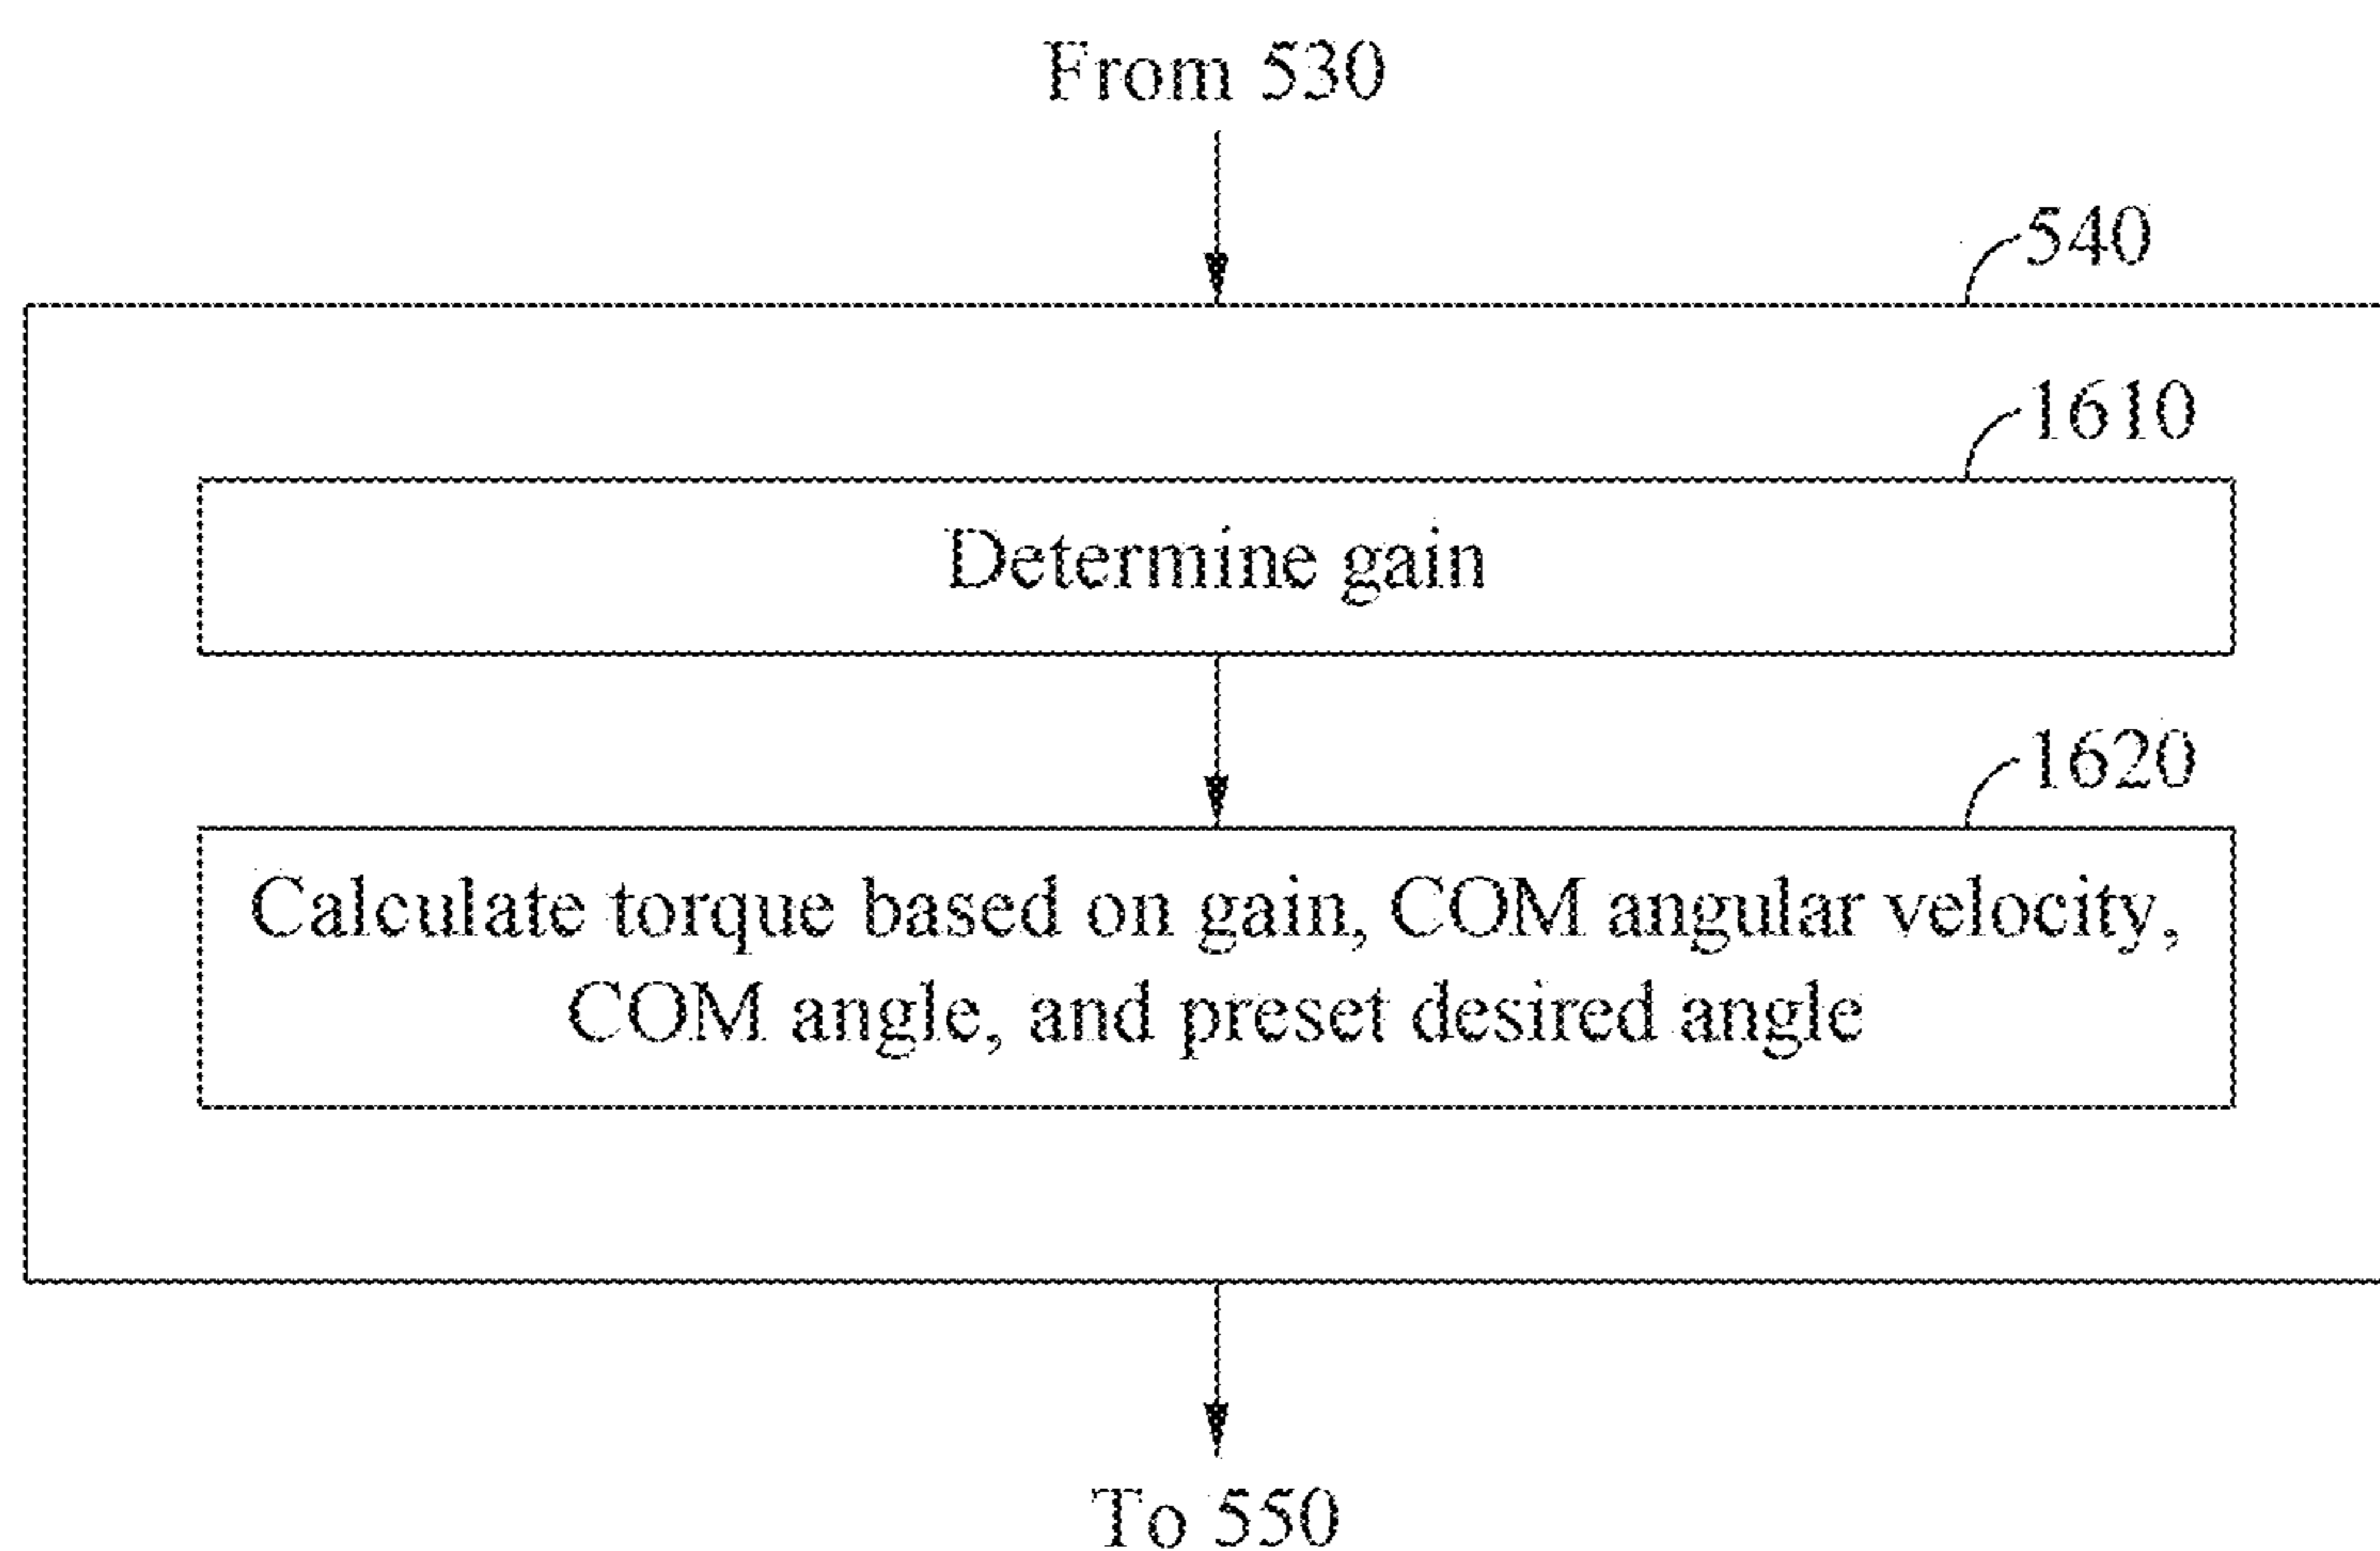 From 530
540
1610
Determine gain
1620
Calculate torque based on gain, COM angular velocity,
COM angle, and preset desired angle
To 550